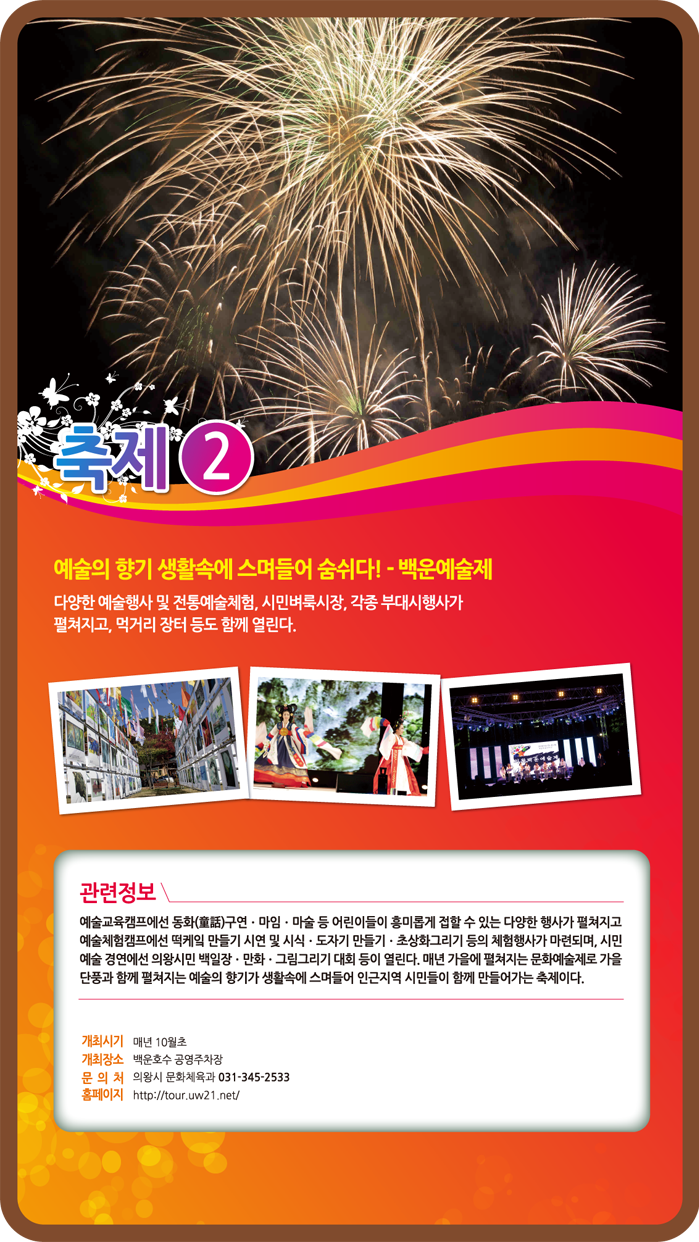 축제 2
예술의 향기 생활속에 스며들어 숨쉬다! - 백운예술제
다양한 예술행사 및 전통예술체험, 시민벼룩시장, 각종 부대시행사가
펼쳐지고, 먹거리 장터 등도 함께 열린다.
관련정보
예술교육캠프에선 동화(童話)구연 · 마임 · 마술 등 어린이들이 흥미롭게 접할 수 있는 다양한 행사가 펼쳐지고
예술체험캠프에선 떡케잌 만들기 시연 및 시식 · 도자기 만들기 · 초상화그리기 등의 체험행사가 마련되며, 시민
예술 경연에선 의왕시민 백일장 · 만화 · 그림그리기 대회 등이 열린다. 매년 가을에 펼쳐지는 문화예술제로 가을
단풍과 함께 펼쳐지는 예술의 향기가 생활속에 스며들어 인근지역 시민들이 함께 만들어가는 축제이다.
개최시기 매년 10월초
개최장소 백운호수 공영주차장
문 의 처 의왕시 문화체육과 031-345-2533
홈페이지 http://tour.uw21.net/